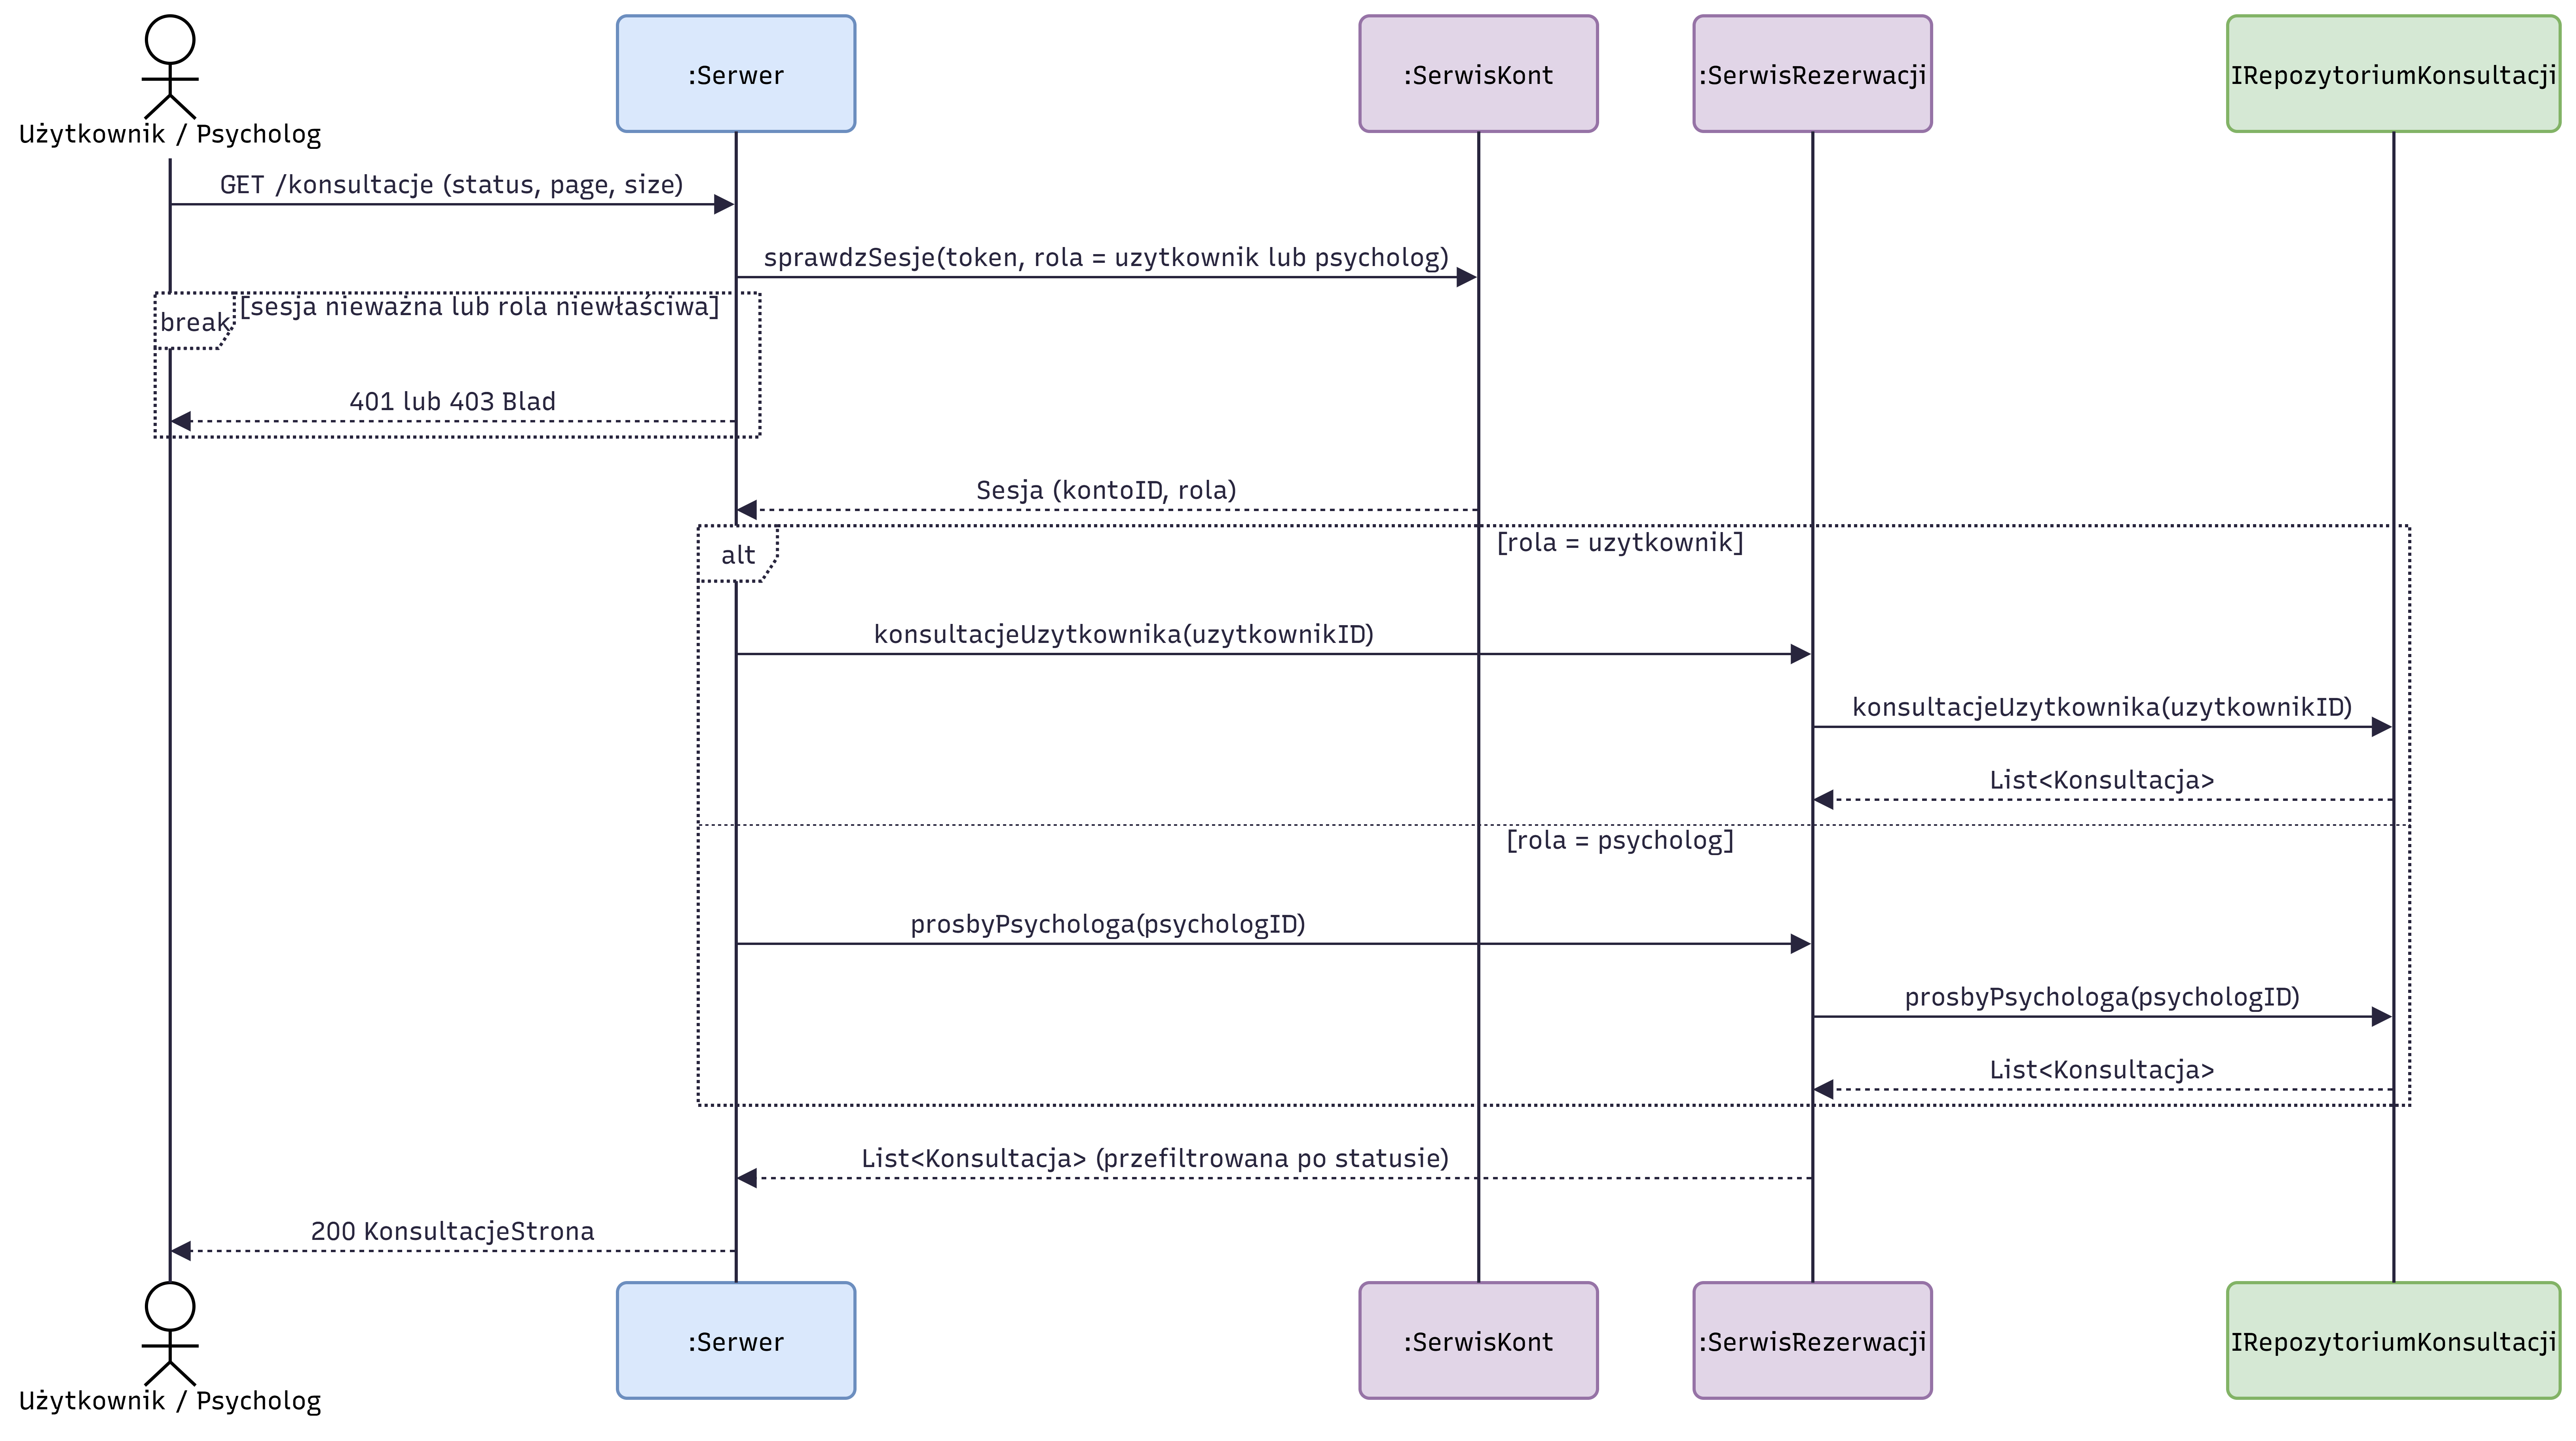 Użytkownik / Psycholog
:Serwer
:SerwisKont
:SerwisRezerwacji
IRepozytoriumKonsultacji
GET /konsultacje (status, page, size)
sprawdzSesje(token, rola = uzytkownik lub psycholog)
break
[sesja nieważna lub rola niewłaściwa]
401 lub 403 Blad
Sesja (kontoID, rola)
alt
[rola = uzytkownik]
konsultacjeUzytkownika(uzytkownikID)
konsultacjeUzytkownika(uzytkownikID)
List<Konsultacja>
[rola = psycholog]
prosbyPsychologa(psychologID)
prosbyPsychologa(psychologID)
List<Konsultacja>
List<Konsultacja> (przefiltrowana po statusie)
200 KonsultacjeStrona
Użytkownik / Psycholog
:Serwer
:SerwisKont
:SerwisRezerwacji
IRepozytoriumKonsultacji